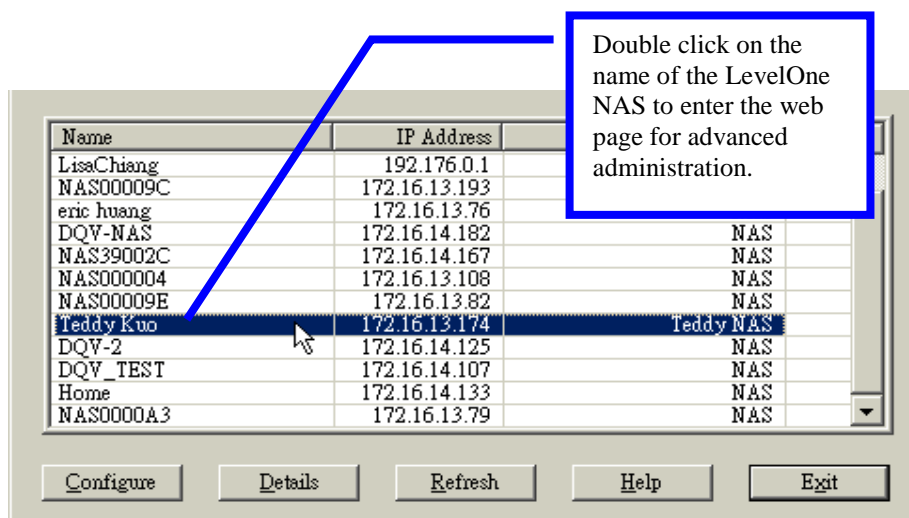 Double click on the
name of the LevelOne
NAS to enter the web
page for advanced
administration.
Name IP Address
LisaChiang 192.176.0.1
NAS00009C 172.16.13.193
eric huang 172.16.13.76
DQV-NAS 172.16.14.182 NAS
NAS39002C 172.16.14.167 NAS
NAS000004 172.16.13.108 NAS
NAS00009E 172.16.13.82 NAS
Teddy Kuo 172.16.13.174 Teddy NAS
DQV-2 172.16.14.125 NAS
DQV_TEST 172.16.14.107 NAS
Home 172.16.14.133 NAS
NAS0000A3 172.16.13.79 NAS
Configure Details Refresh Help Exit